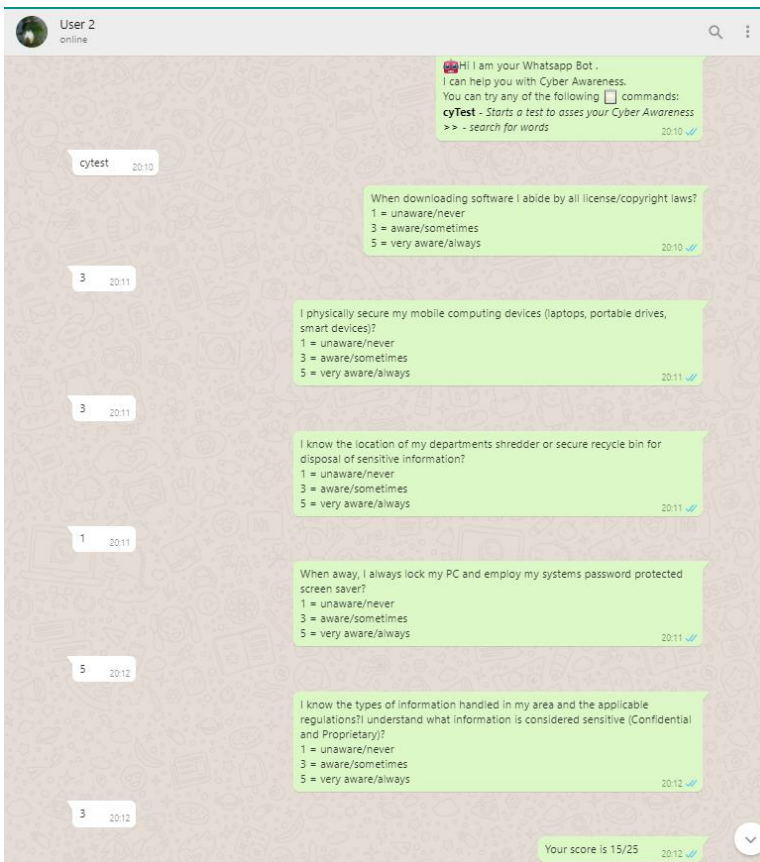 User 2
online
🤖Hi I am your Whatsapp Bot .
I can help you with Cyber Awareness.
You can try any of the following 📋 commands:
cyTest - Starts a test to asses your Cyber Awareness
>> - search for words
20:10
cytest
20:10
When downloading software I abide by all license/copyright laws?
1 = unaware/never
3 = aware/sometimes
5 = very aware/always
20:10
3
20:11
I physically secure my mobile computing devices (laptops, portable drives,
smart devices)?
1 = unaware/never
3 = aware/sometimes
5 = very aware/always
20:11
3
20:11
I know the location of my departments shredder or secure recycle bin for
disposal of sensitive information?
1 = unaware/never
3 = aware/sometimes
5 = very aware/always
20:11
1
20:11
When away, I always lock my PC and employ my systems password protected
screen saver?
1 = unaware/never
3 = aware/sometimes
5 = very aware/always
20:11
5
20:12
I know the types of information handled in my area and the applicable
regulations?I understand what information is considered sensitive (Confidential
and Proprietary)?
1 = unaware/never
3 = aware/sometimes
5 = very aware/always
20:12
3
20:12
Your score is 15/25
20:12